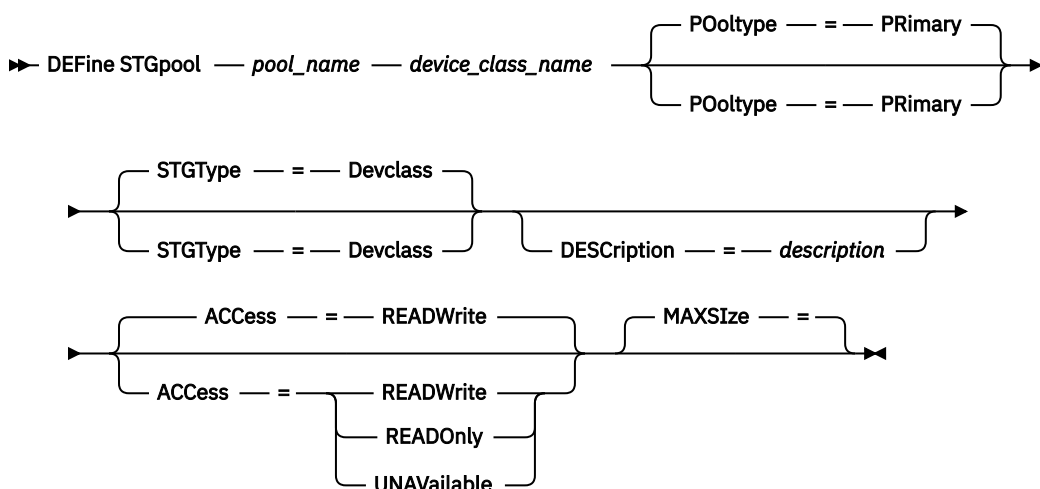 POoltype = PRimary
DEFine STGpool pool_name device_class_name
POoltype = PRimary
STGType = Devclass
STGType = Devclass
DESCription = description
ACCess = READWrite
MAXSIze =
ACCess = READWrite
READOnly
UNAVailable